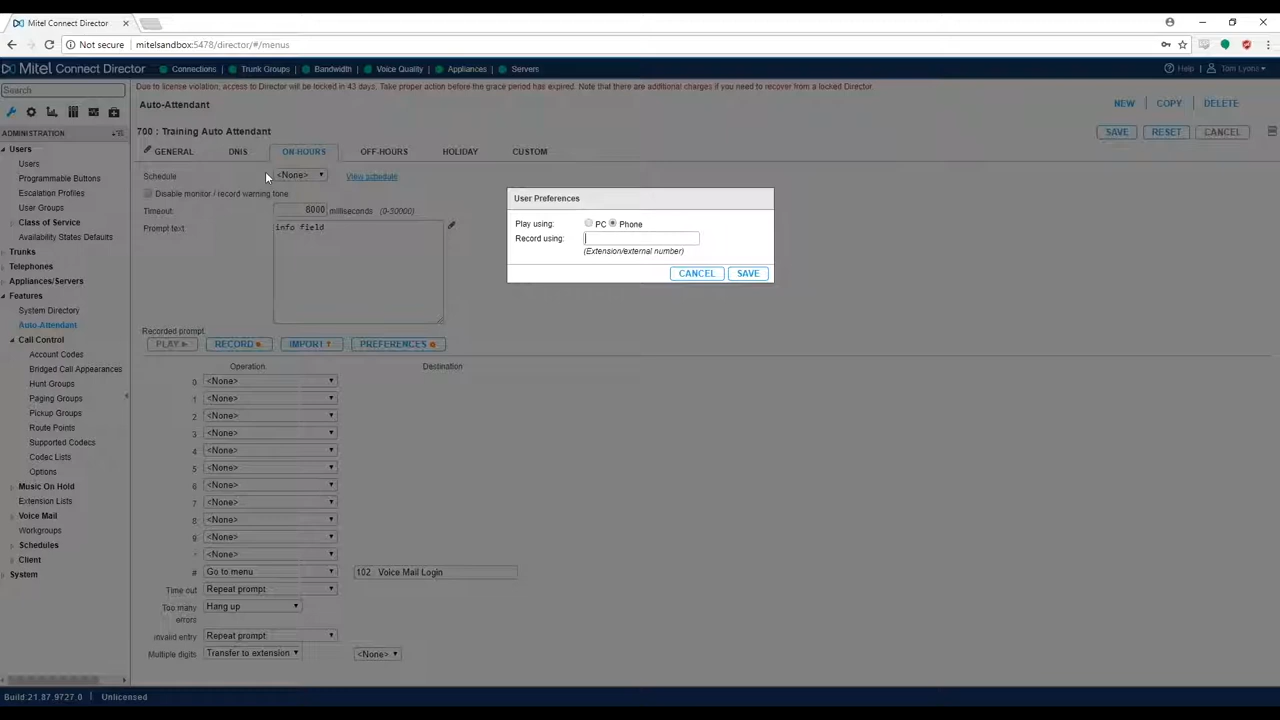 Mitel Connect Director
Not secure mitelsandbox:5478/director/#/menus
Mitel Connect Director Connections Trunk Groups Bandwidth Voice Quality Appliances Servers Help Tom Lyons
Search
Due to license violation, access to Director will be locked in 43 days. Take proper action before the grace period has expired. Note that there are additional charges if you need to recover from a locked Director.
Auto-Attendant
NEW COPY DELETE
700 : Training Auto Attendant
SAVE RESET CANCEL
GENERAL DNIS ON-HOURS OFF-HOURS HOLIDAY CUSTOM
ADMINISTRATION
Users
Users
Programmable Buttons
Escalation Profiles
User Groups
Class of Service
Availability States Defaults
Trunks
Telephones
Appliances/Servers
Features
System Directory
Auto-Attendant
Call Control
Account Codes
Bridged Call Appearances
Hunt Groups
Paging Groups
Pickup Groups
Route Points
Supported Codecs
Codec Lists
Options
Music On Hold
Extension Lists
Voice Mail
Workgroups
Schedules
Client
System
Schedule <None> View schedule
Disable monitor / record warning tone
Timeout: 8000 milliseconds (0-30000)
Prompt text info field
Recorded prompt
PLAY RECORD IMPORT PREFERENCES
User Preferences
Play using: PC Phone
Record using:
(Extension/external number)
CANCEL SAVE
Operation Destination
0 <None>
1 <None>
2 <None>
3 <None>
4 <None>
5 <None>
6 <None>
7 <None>
8 <None>
9 <None>
* <None>
# Go to menu 102 : Voice Mail Login
Time out Repeat prompt
Too many errors Hang up
Invalid entry Repeat prompt
Multiple digits Transfer to extension <None>
Build:21.87.9727.0 Unlicensed